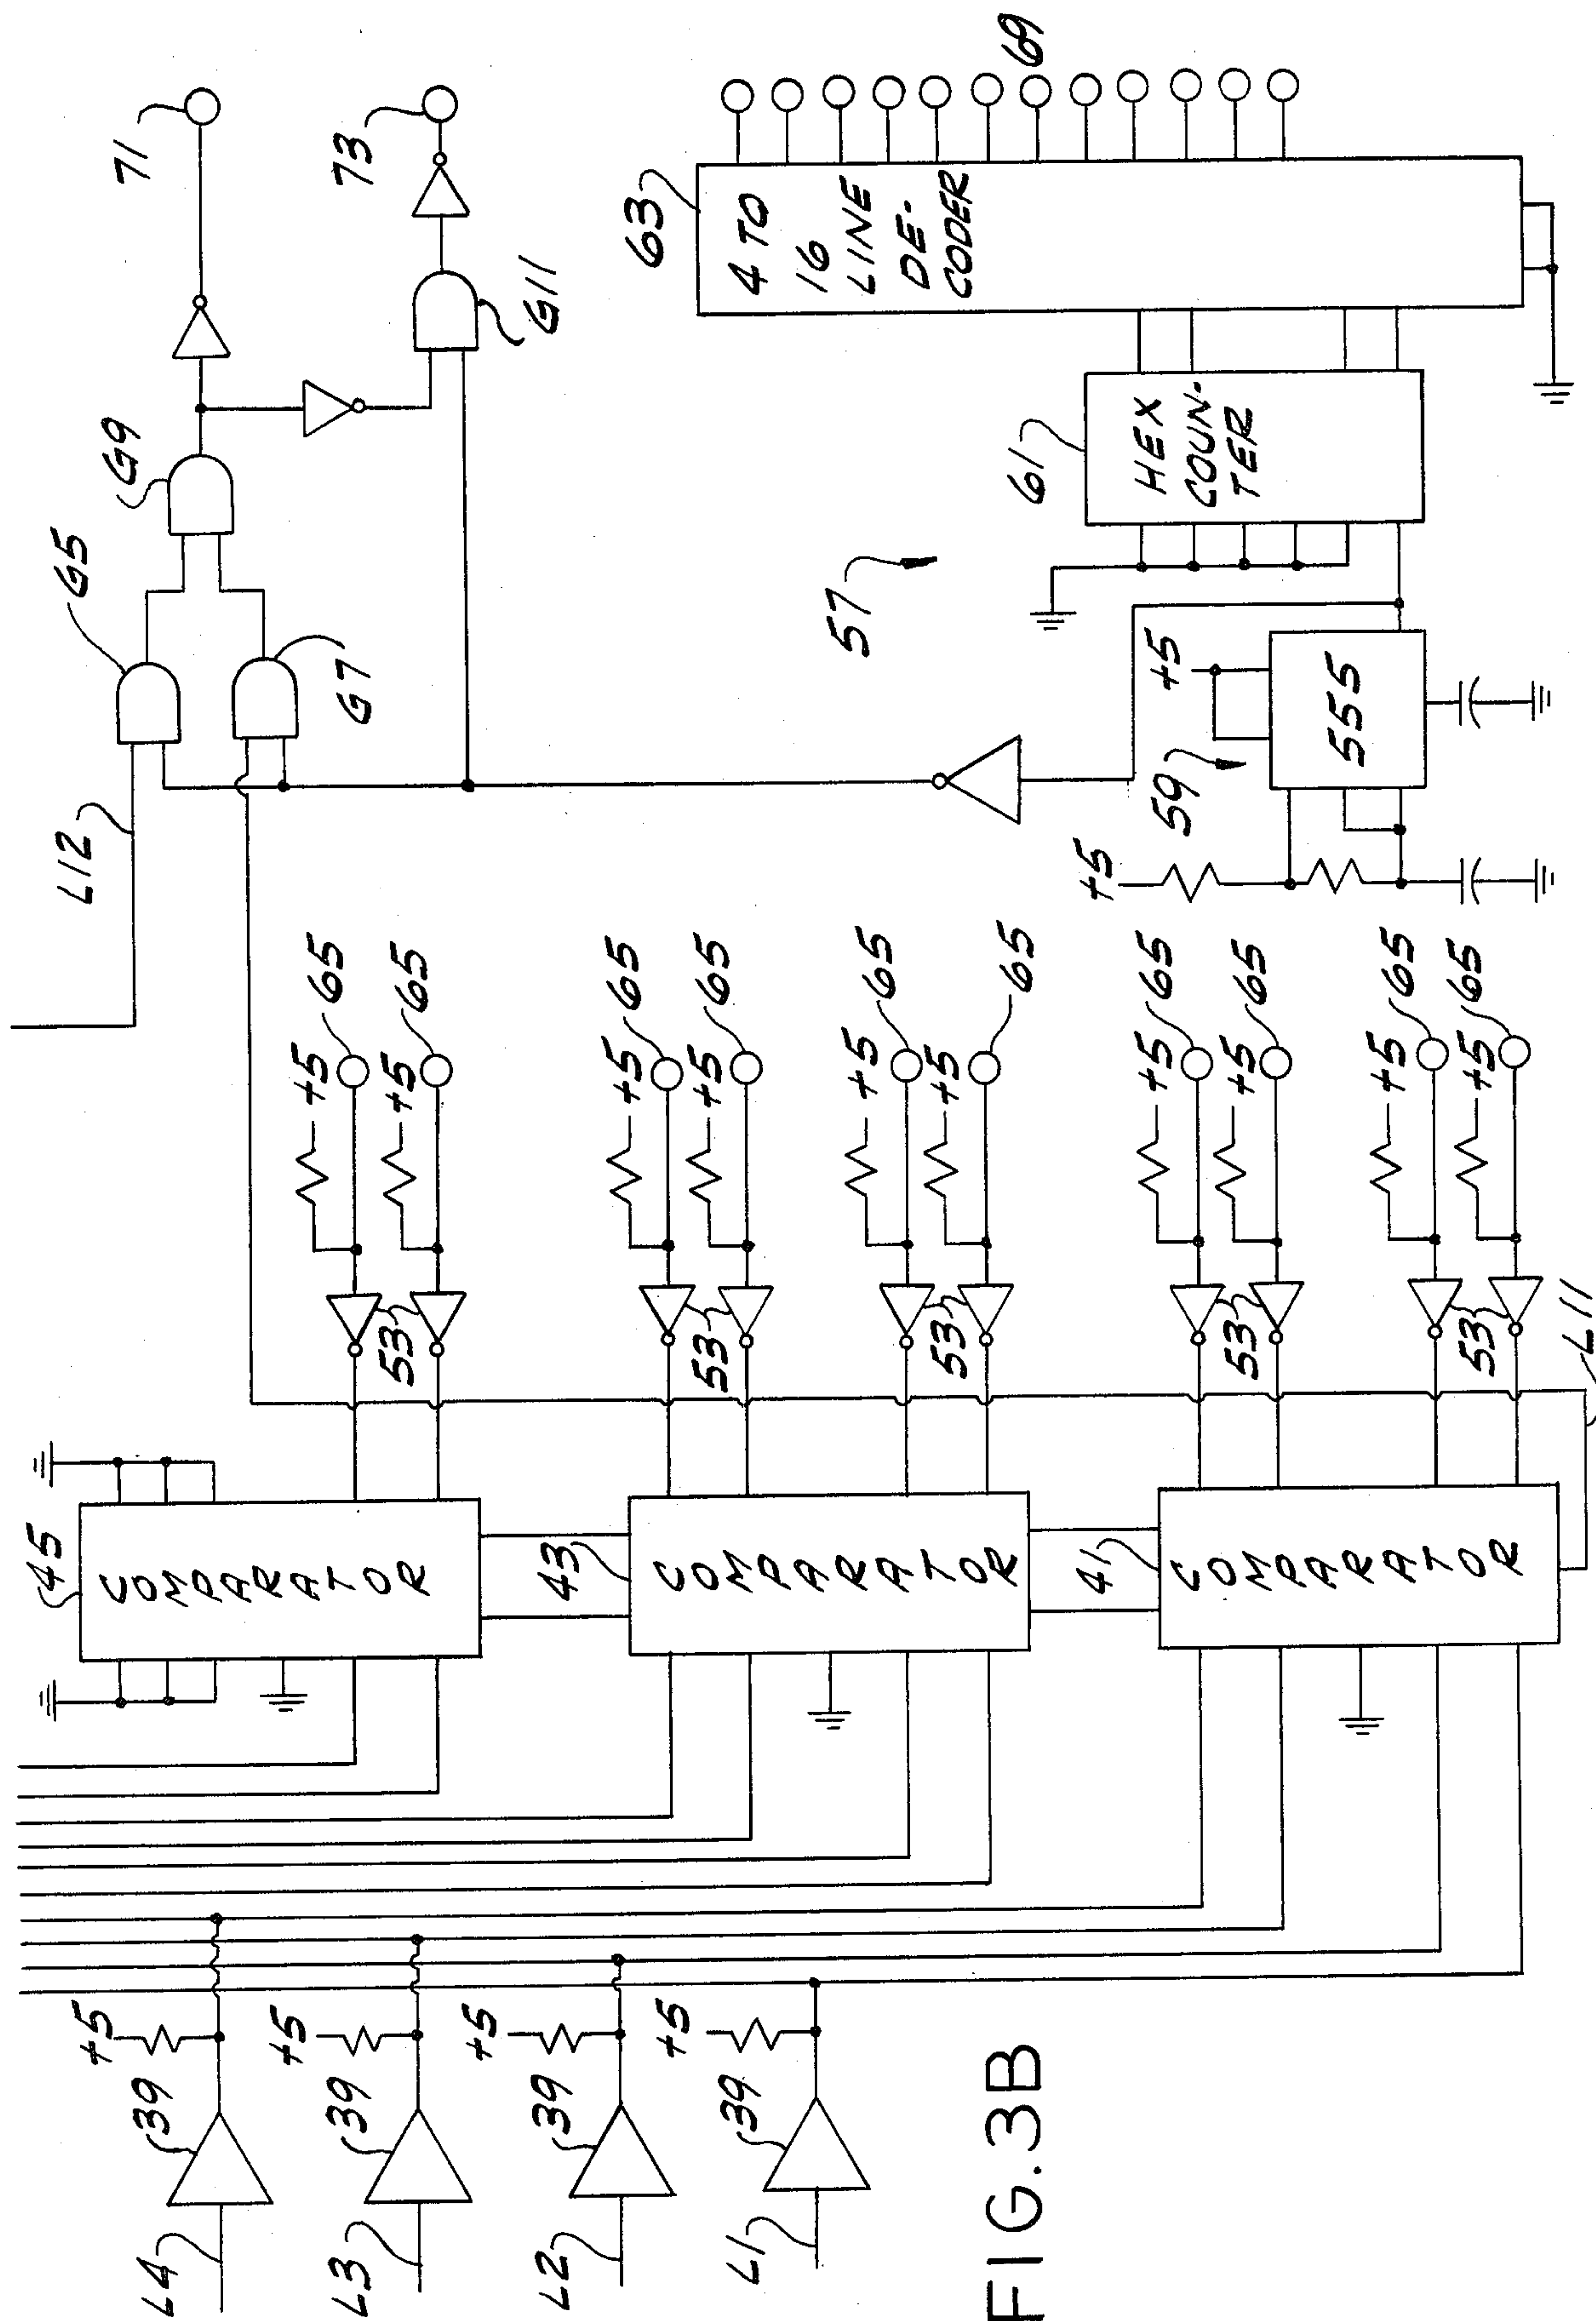 L4
39
+5
L3
39
+5
L2
39
+5
L1
39
+5
FIG.3B
45
COMPARATOR
43
COMPARATOR
41
COMPARATOR
L11
53
53
53
53
53
+5
65
+5
65
+5
65
+5
65
+5
65
+5
65
+5
65
+5
65
+5
65
+5
65
L12
G5
G7
G9
G11
71
73
57
+5
59
+5
555
61
HEX
COUN-
TER
63
4 TO
16
LINE
DE-
CODER
69